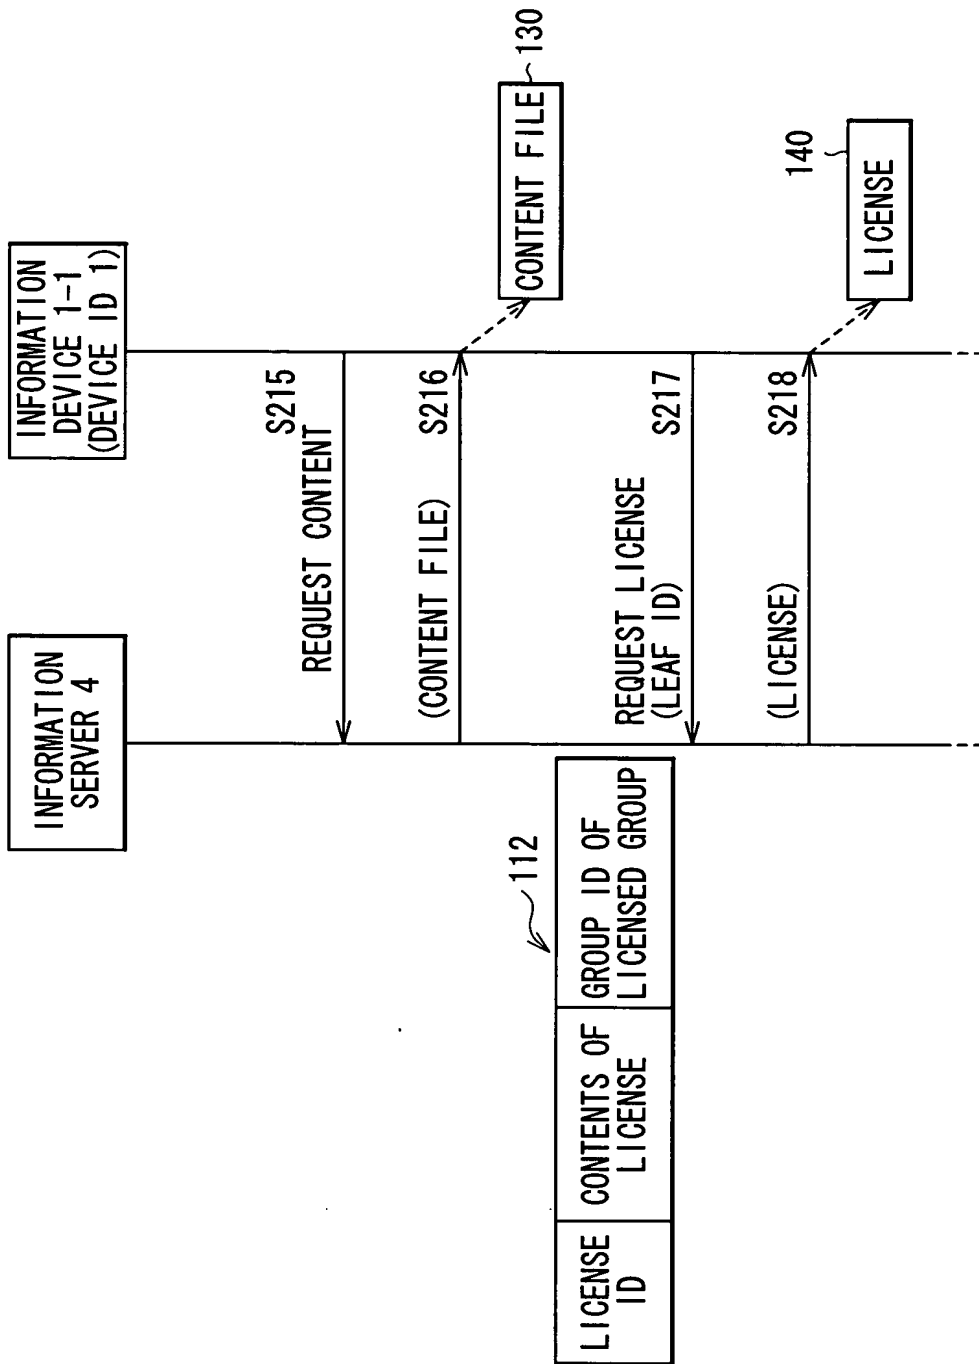 INFORMATION
SERVER 4
INFORMATION
DEVICE 1-1
(DEVICE ID 1)
S215
REQUEST CONTENT
(CONTENT FILE)
S216
CONTENT FILE
130
112
LICENSE
ID
CONTENTS OF
LICENSE
GROUP ID OF
LICENSED GROUP
REQUEST LICENSE
(LEAF ID)
S217
(LICENSE)
S218
140
LICENSE